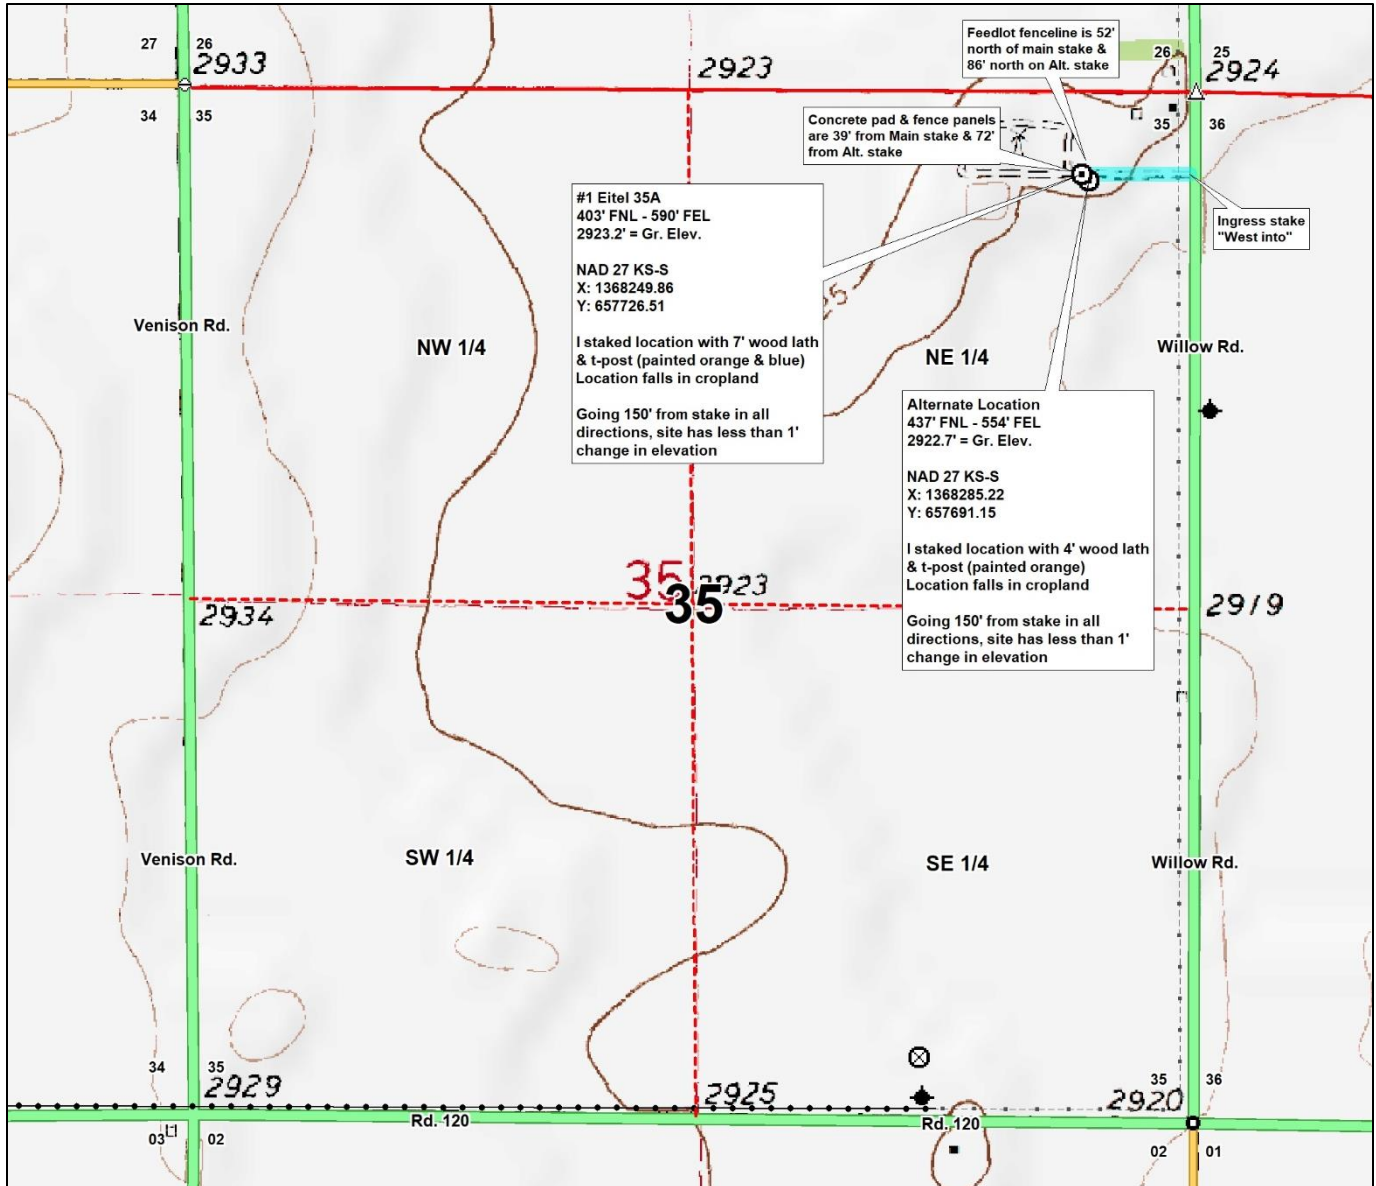 27
26
2933
34
35
2923
Feedlot fenceline is 52'
north of main stake &
86' north on Alt. stake
26
25
2924
35
36
Concrete pad & fence panels
are 39' from Main stake & 72'
from Alt. stake
#1 Eitel 35A
403' FNL - 590' FEL
2923.2' = Gr. Elev.
NAD 27 KS-S
X: 1368249.86
Y: 657726.51
I staked location with 7' wood lath
& t-post (painted orange & blue)
Location falls in cropland
Going 150' from stake in all
directions, site has less than 1'
change in elevation
Ingress stake
"West into"
Venison Rd.
NW 1/4
NE 1/4
Willow Rd.
Alternate Location
437' FNL - 554' FEL
2922.7' = Gr. Elev.
NAD 27 KS-S
X: 1368285.22
Y: 657691.15
I staked location with 4' wood lath
& t-post (painted orange)
Location falls in cropland
Going 150' from stake in all
directions, site has less than 1'
change in elevation
2934
35
35
2923
2919
Venison Rd.
SW 1/4
SE 1/4
Willow Rd.
34
35
2929
2925
35
36
2920
Rd. 120
Rd. 120
03
02
02
01